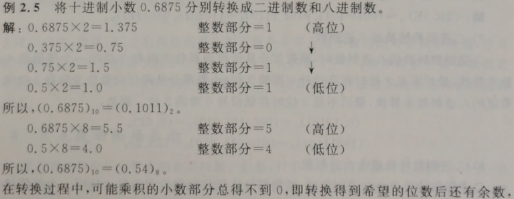 例 2.5 将十进制小数 0.6875 分别转换成二进制数和八进制数。
解：0.6875×2=1.375 整数部分=1 （高位）
0.375×2=0.75 整数部分=0 ↓
0.75×2=1.5 整数部分=1 ↓
0.5×2=1.0 整数部分=1 （低位）
所以，(0.6875)₁₀=(0.1011)₂。
0.6875×8=5.5 整数部分=5 （高位）
0.5×8=4.0 整数部分=4 （低位）
所以，(0.6875)₁₀=(0.54)₈。
在转换过程中，可能乘积的小数部分总得不到 0，即转换得到希望的位数后还有余数，